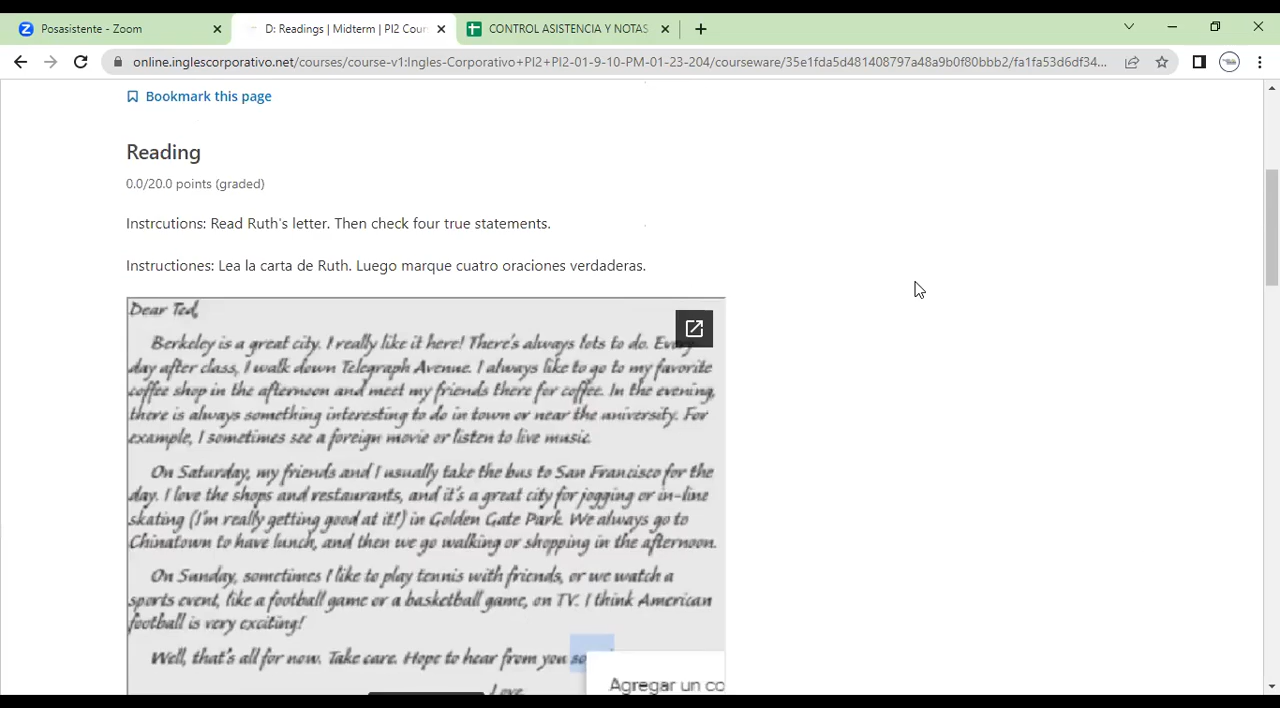 Posasistente - Zoom
D: Readings | Midterm | PI2 Cour
CONTROL ASISTENCIA Y NOTAS
online.inglescorporativo.net/courses/course-v1:Ingles-Corporativo+PI2+PI2-01-9-10-PM-01-23-204/courseware/35e1fda5d481408797a48a9b0f80bbb2/fa1fa53d6df34...
Bookmark this page
Reading
0.0/20.0 points (graded)
Instrcutions: Read Ruth's letter. Then check four true statements.
Instructiones: Lea la carta de Ruth. Luego marque cuatro oraciones verdaderas.
Dear Ted,
Berkeley is a great city. I really like it here! There's always lots to do. Every
day after class, I walk down Telegraph Avenue. I always like to go to my favorite
coffee shop in the afternoon and meet my friends there for coffee. In the evening,
there is always something interesting to do in town or near the university. For
example, I sometimes see a foreign movie or listen to live music.
On Saturday, my friends and I usually take the bus to San Francisco for the
day. I love the shops and restaurants, and it's a great city for jogging or in-line
skating (I'm really getting good at it!) in Golden Gate Park. We always go to
Chinatown to have lunch, and then we go walking or shopping in the afternoon.
On Sunday, sometimes I like to play tennis with friends, or we watch a
sports event, like a football game or a basketball game, on TV. I think American
football is very exciting!
Well, that's all for now. Take care. Hope to hear from you so
Agregar un co
Love,